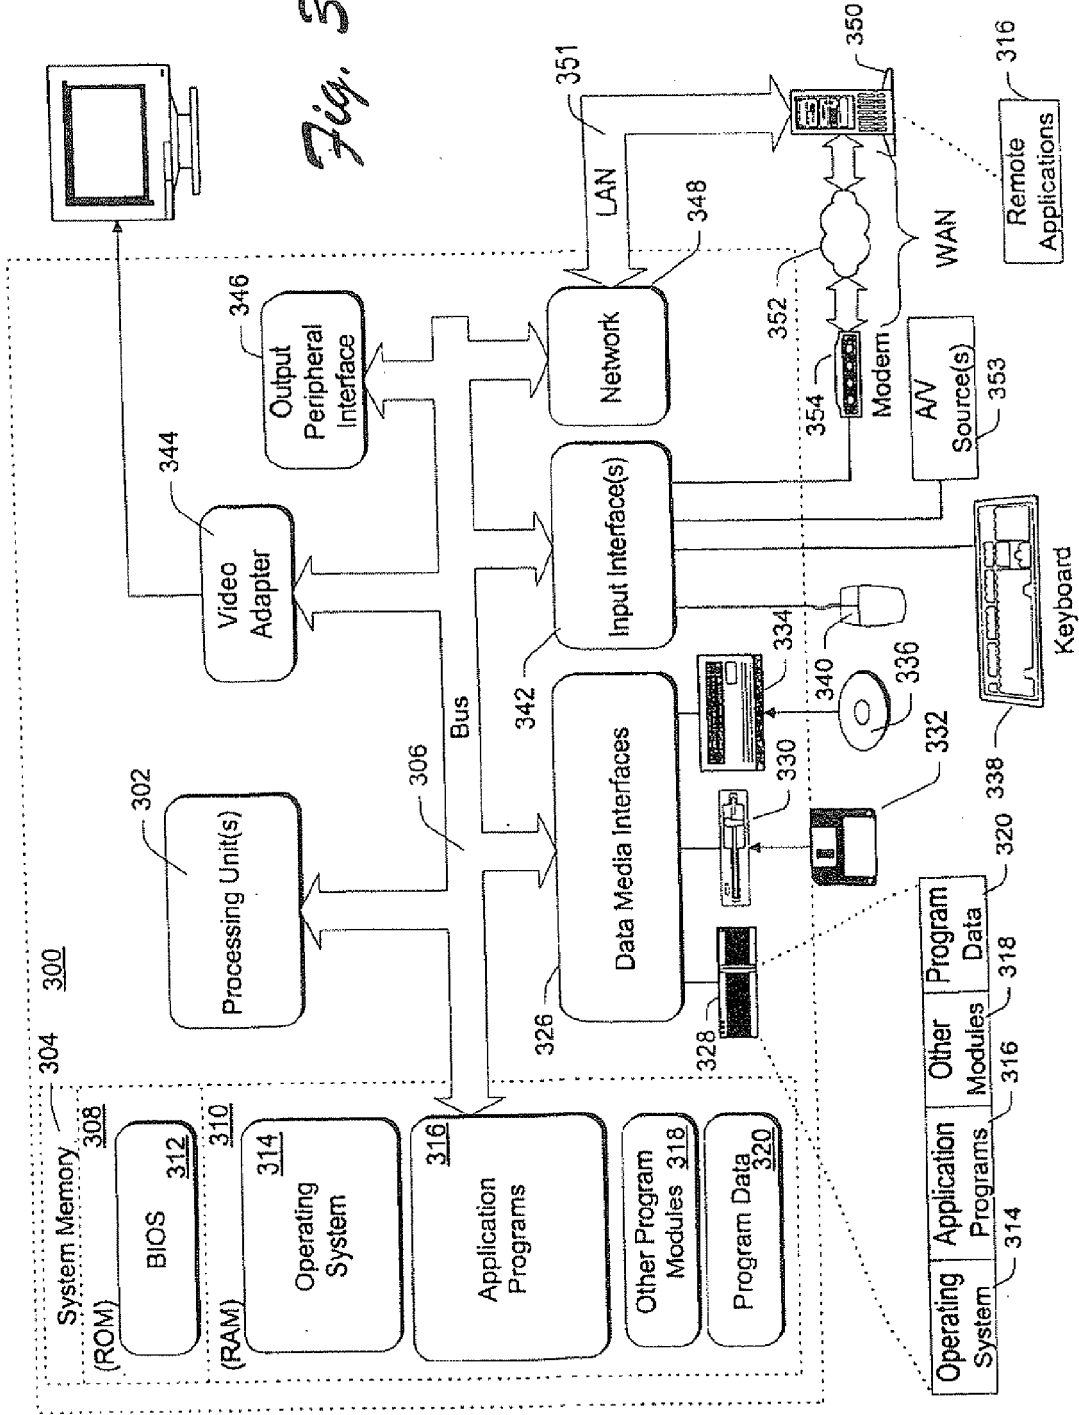 Fig. 3
300
304
System Memory
(ROM) 308
BIOS
312
(RAM) 310
Operating
System
314
316
Application
Programs
Other Program
Modules 318
Program Data
320
302
Processing Unit(s)
306
Bus
344
Video
Adapter
346
Output
Peripheral
Interface
326
Data Media Interfaces
342
Input Interface(s)
Network
348
LAN
351
350
352
354
Modem
WAN
A/V
Source(s)
353
Remote
Applications
316
328
330
334
332
336
340
338
Keyboard
Operating
System
314
Application
Programs
316
Other
Modules
318
Program
Data
320